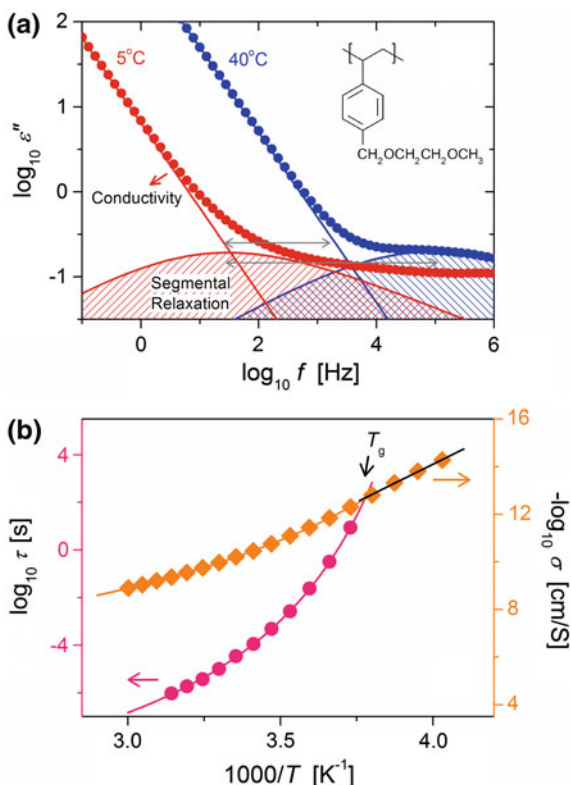 (a)
5°C
40°C
CH₂OCH₂CH₂OCH₃
Conductivity
Segmental
Relaxation
log₁₀ ε''
2
1
0
-1
0
2
4
6
log₁₀ f [Hz]
(b)
Tg
log₁₀ τ [s]
4
0
-4
-log₁₀ σ [cm/S]
16
12
8
4
3.0
3.5
4.0
1000/T [K⁻¹]